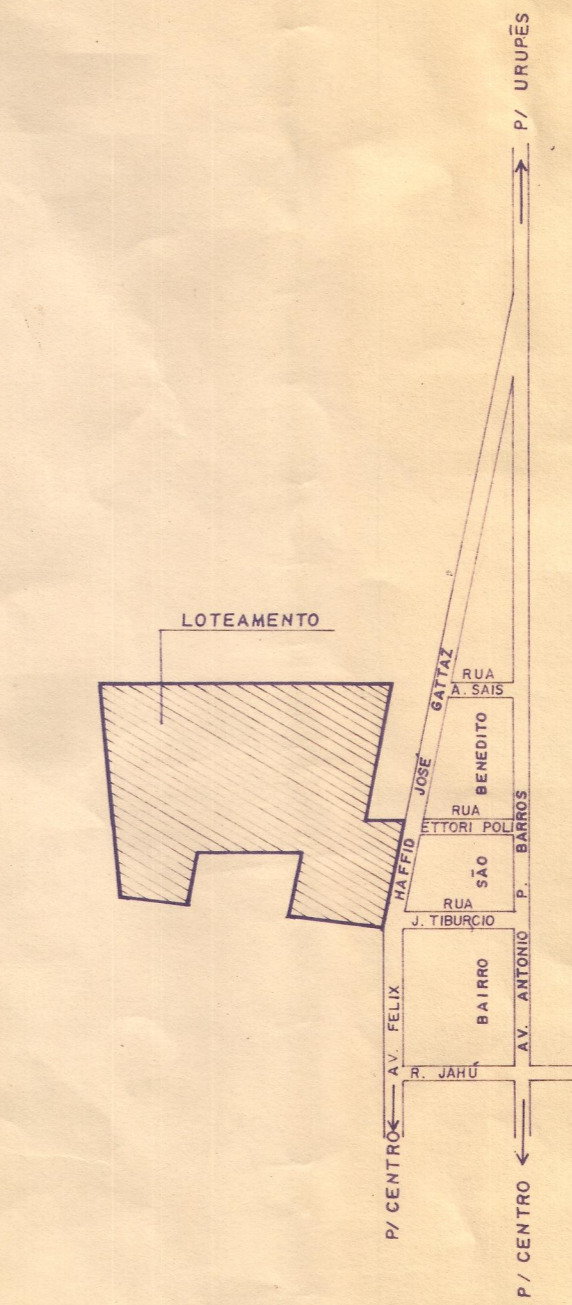 P/ URUPÊS
LOTEAMENTO
RUA
A. SAIS
RUA
ETTORI POLI
RUA
J. TIBURCIO
R. JAHÚ
AV. FELIX HAFFID JOSÉ GATTAZ
BAIRRO SÃO BENEDITO
AV. ANTONIO P. BARROS
P/ CENTRO
P/ CENTRO